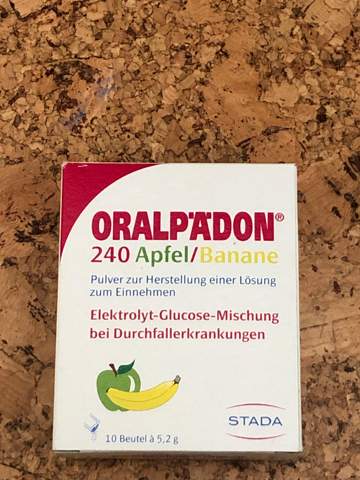 ORALPÄDON®
240 Apfel/Banane
Pulver zur Herstellung einer Lösung
zum Einnehmen
Elektrolyt-Glucose-Mischung
bei Durchfallerkrankungen
10 Beutel à 5,2 g
STADA